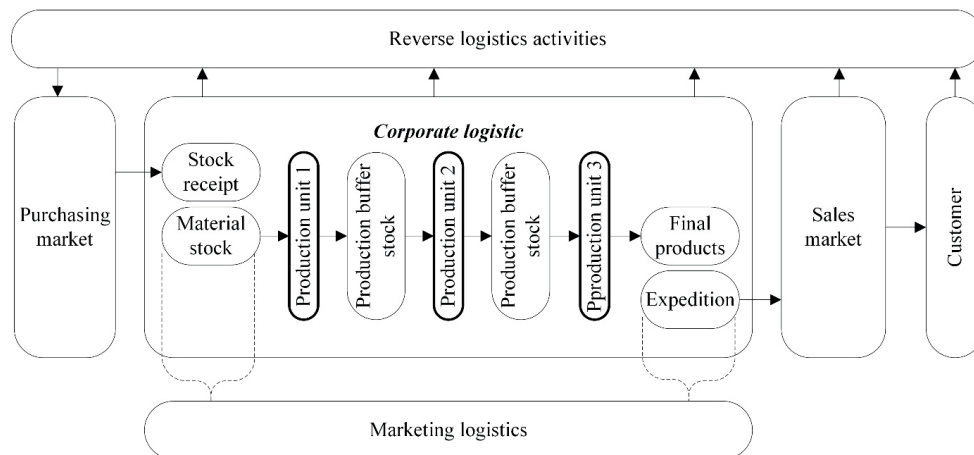 Reverse logistics activities
Corporate logistic
Purchasing
market
Stock
receipt
Material
stock
Production unit 1
Production buffer
stock
Production unit 2
Production buffer
stock
Pproduction unit 3
Final
products
Expedition
Sales
market
Customer
Marketing logistics